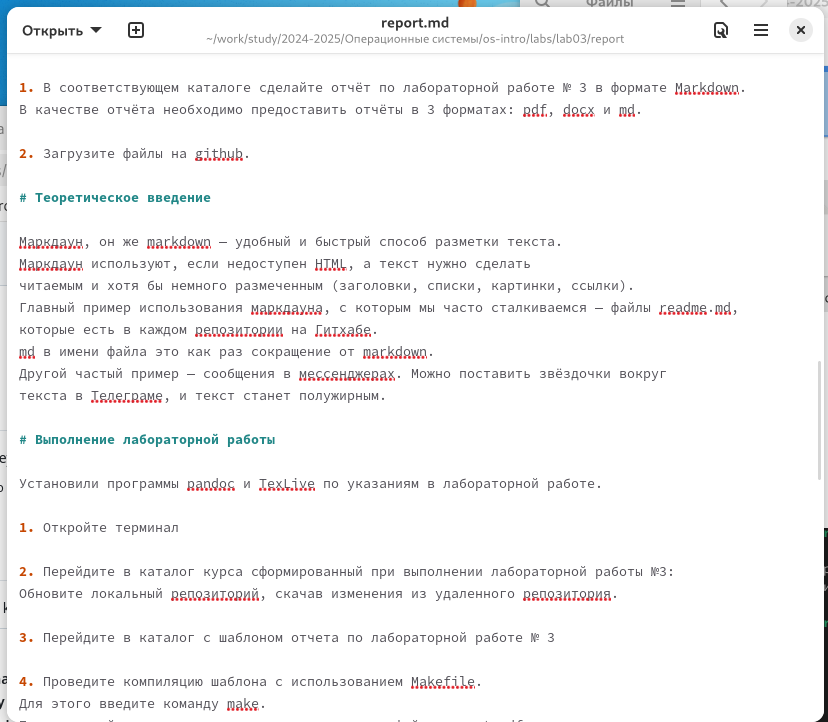 Файлы
Открыть
report.md
~/work/study/2024-2025/Операционные системы/os-intro/labs/lab03/report
1. В соответствующем каталоге сделайте отчёт по лабораторной работе № 3 в формате Markdown.
В качестве отчёта необходимо предоставить отчёты в 3 форматах: pdf, docx и md.
2. Загрузите файлы на github.
# Теоретическое введение
Маркдаун, он же markdown — удобный и быстрый способ разметки текста.
Маркдаун используют, если недоступен HTML, а текст нужно сделать
читаемым и хотя бы немного размеченным (заголовки, списки, картинки, ссылки).
Главный пример использования маркдауна, с которым мы часто сталкиваемся — файлы readme.md,
которые есть в каждом репозитории на Гитхабе.
md в имени файла это как раз сокращение от markdown.
Другой частый пример — сообщения в мессенджерах. Можно поставить звёздочки вокруг
текста в Телеграме, и текст станет полужирным.
# Выполнение лабораторной работы
Установили программы pandoc и TexLive по указаниям в лабораторной работе.
1. Откройте терминал
2. Перейдите в каталог курса сформированный при выполнении лабораторной работы №3:
Обновите локальный репозиторий, скачав изменения из удаленного репозитория.
3. Перейдите в каталог с шаблоном отчета по лабораторной работе № 3
4. Проведите компиляцию шаблона с использованием Makefile.
Для этого введите команду make.